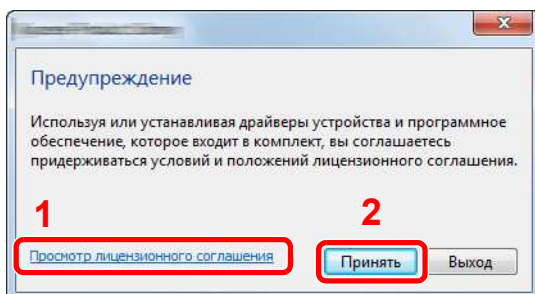 Предупреждение
Используя или устанавливая драйверы устройства и программное
обеспечение, которое входит в комплект, вы соглашаетесь
придерживаться условий и положений лицензионного соглашения.
1
2
Просмотр лицензионного соглашения
Принять
Выход